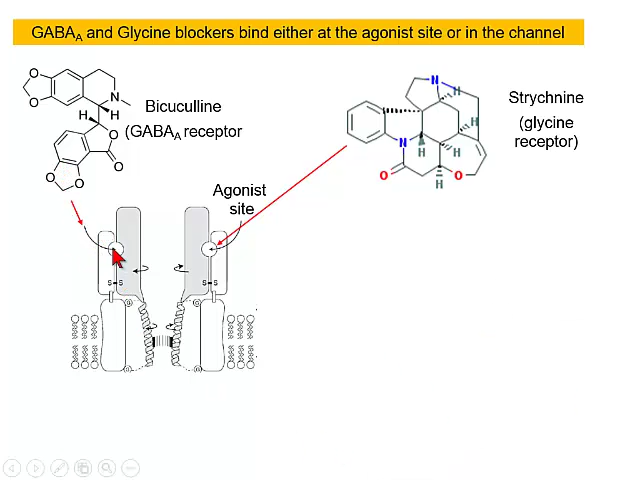 GABAA and Glycine blockers bind either at the agonist site or in the channel
Bicuculline
(GABAA receptor
Strychnine
(glycine
receptor)
Agonist
site
O
O
N
H
H
O
O
O
O
N
H
H
N
H
H
O
O
H
S S
S S